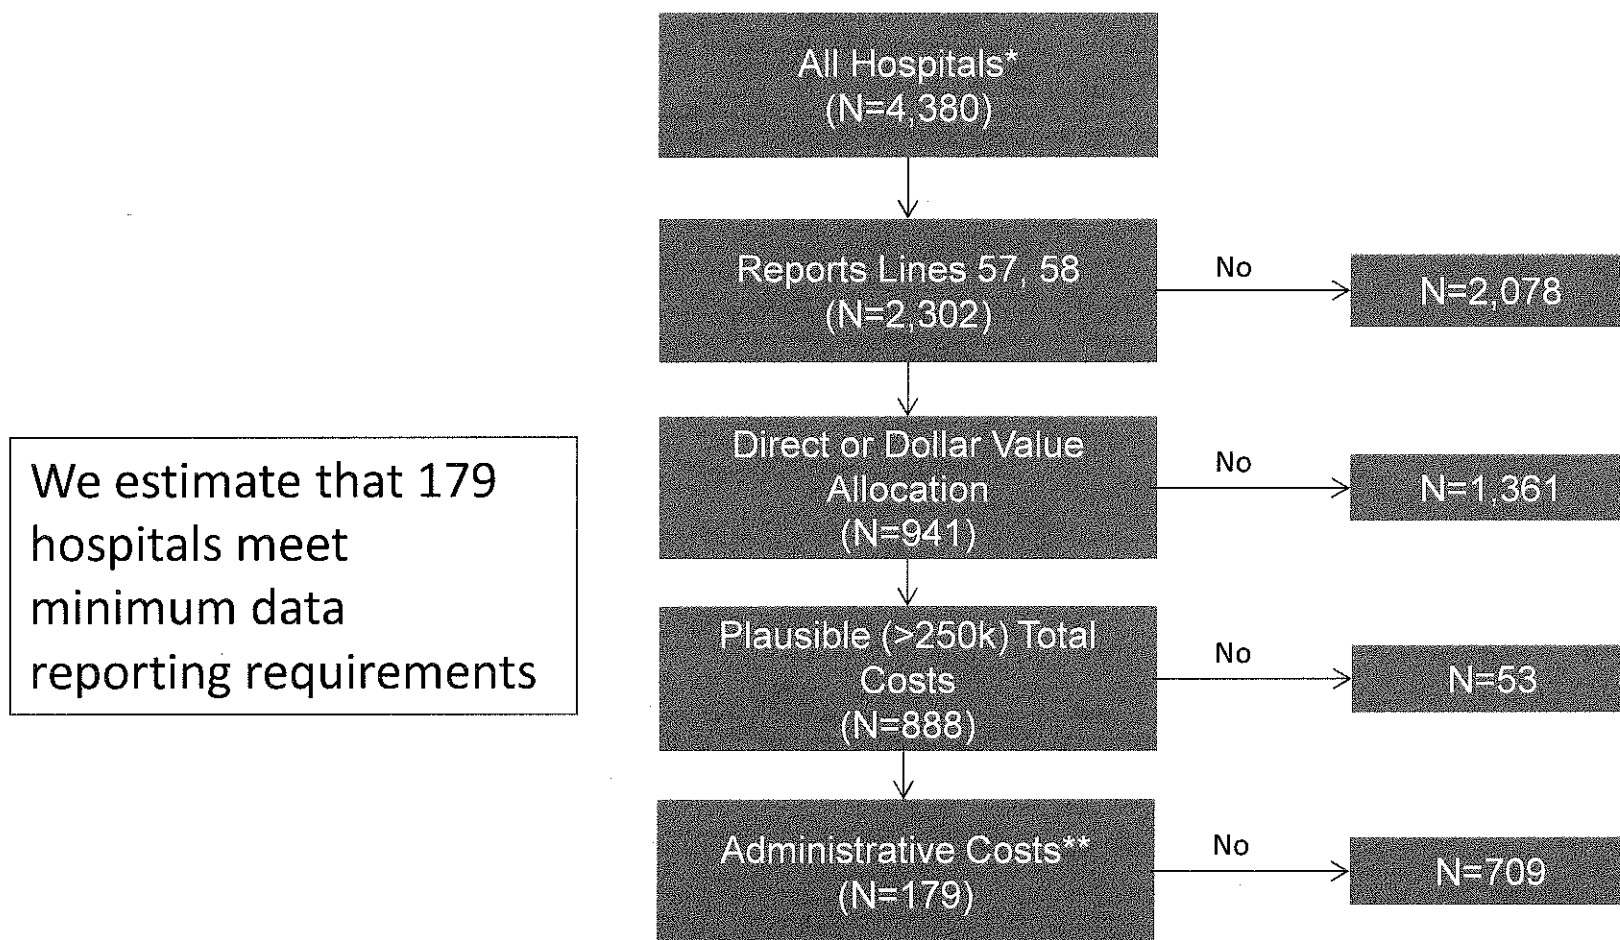 All Hospitals*
(N=4,380)
Reports Lines 57, 58
(N=2,302)
No
N=2,078
Direct or Dollar Value
Allocation
(N=941)
No
N=1,361
We estimate that 179
hospitals meet
minimum data
reporting requirements
Plausible (>250k) Total
Costs
(N=888)
No
N=53
Administrative Costs**
(N=179)
No
N=709